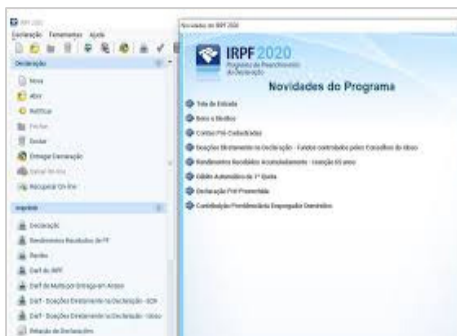 IRPF 2020
Declaração Ferramentas Ajuda
Declaração
Nova
Abrir
Retificar
Fechar
Excluir
Entregar Declaração
Recuperar On-line
Imprimir
Declaração
Rendimentos Recebidos de PF
Recibo
Darf do IRPF
Darf de Multa por Entrega em Atraso
Darf - Doações Diretamente na Declaração - ECA
Darf - Doações Diretamente na Declaração - Idoso
Relação de Declarações
Novidades do IRPF 2020
IRPF 2020
Programa de Preenchimento
da Declaração
Novidades do Programa
Tela de Entrada
Bens e Direitos
Contas Pré-Cadastradas
Doações Diretamente na Declaração - Fundos controlados pelos Conselhos do Idoso
Rendimentos Recebidos Acumuladamente - Isenção 65 anos
Débito Automático da 1ª Quota
Declaração Pré-Preenchida
Contribuição Previdenciária Empregador Doméstico